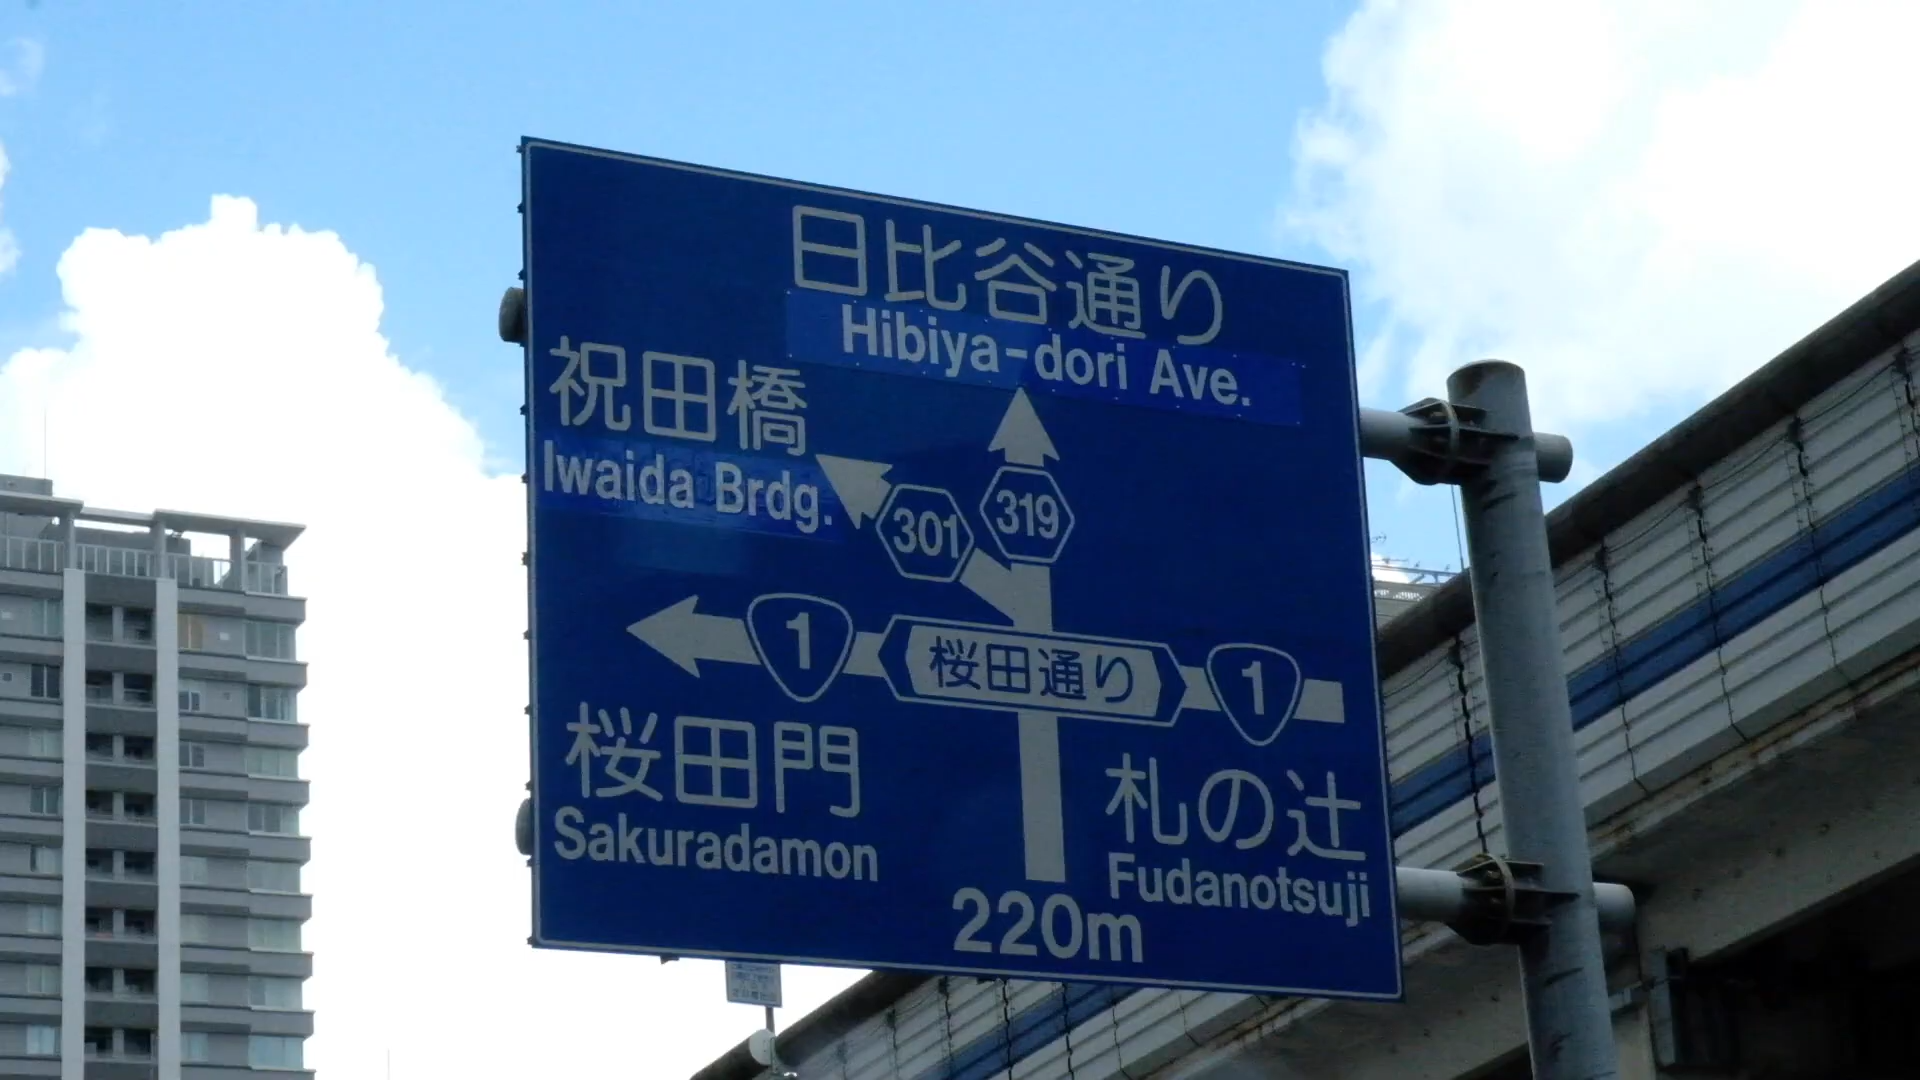 日比谷通り
Hibiya-dori Ave.
祝田橋
Iwaida Brdg.
301
319
1
桜田通り
1
桜田門
Sakuradamon
札の辻
Fudanotsuji
220m